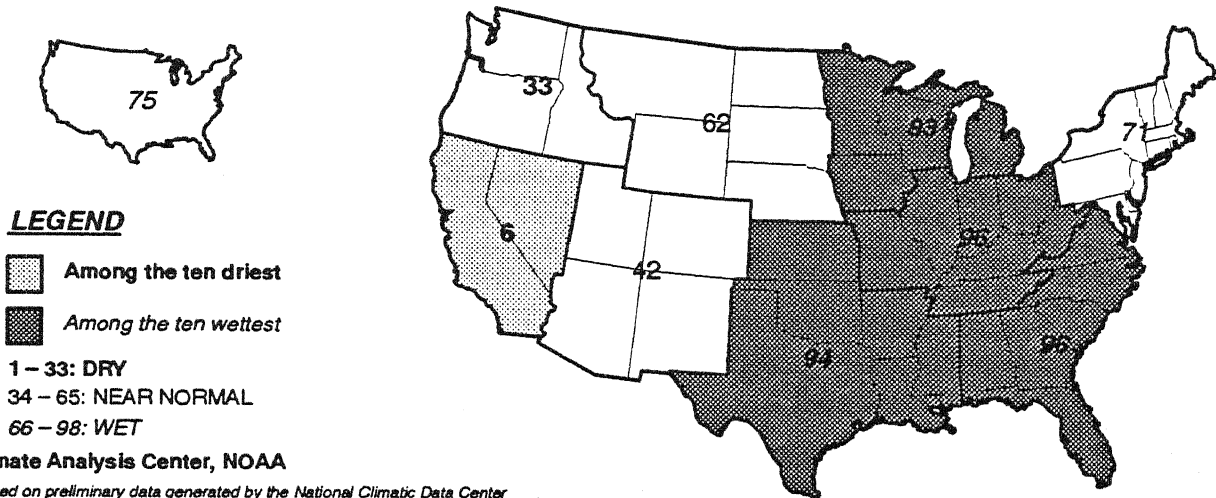 75
33
62
93
71
6
42
96
94
96
LEGEND
Among the ten driest
Among the ten wettest
1 – 33: DRY
34 – 65: NEAR NORMAL
66 – 98: WET
mate Analysis Center, NOAA
ed on preliminary data generated by the National Climatic Data Center